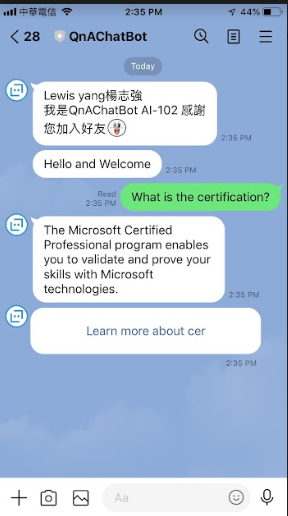 中華電信
2:35 PM
44%
28
QnAChatBot
Today
Lewis yang楊志強
我是QnAChatBot AI-102 感謝
您加入好友
2:35 PM
Hello and Welcome
2:35 PM
Read
2:35 PM
What is the certification?
The Microsoft Certified
Professional program enables
you to validate and prove your
skills with Microsoft
technologies.
2:35 PM
Learn more about cer
2:35 PM
Aa